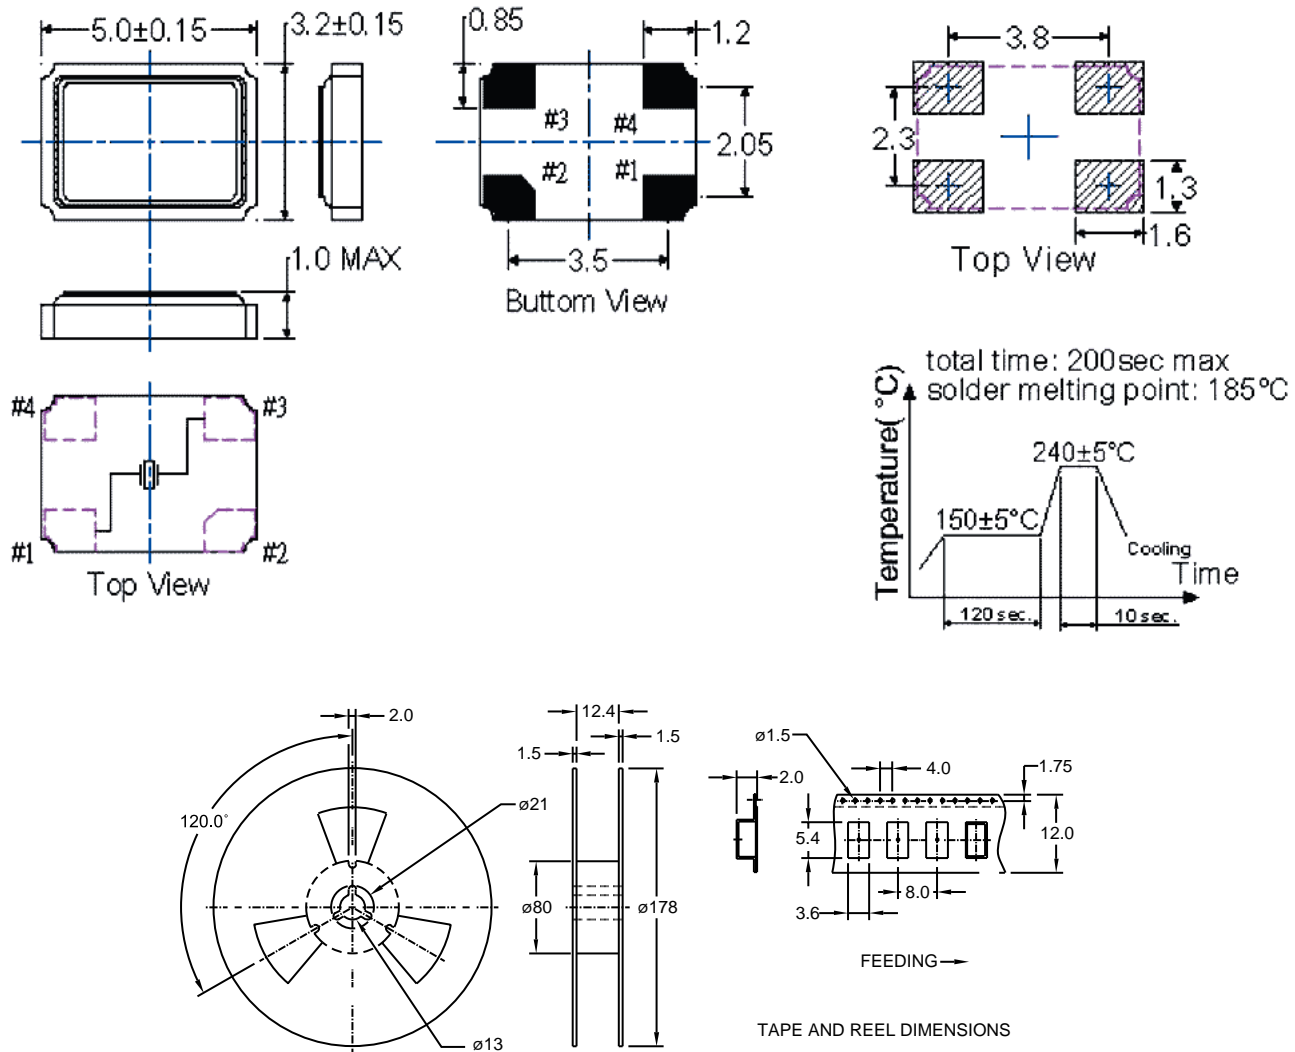 5.0±0.15
3.2±0.15
1.0 MAX
0.85
1.2
#3
#4
#2
#1
2.05
3.5
Buttom View
3.8
2.3
1.3
1.6
Top View
#4
#3
#1
#2
Top View
total time: 200sec max
solder melting point: 185°C
Temperature( °C)
240±5°C
150±5°C
Cooling
Time
120 sec.
10 sec.
2.0
120.0°
ø21
ø13
12.4
1.5
1.5
ø80
ø178
ø1.5
2.0
4.0
1.75
5.4
12.0
8.0
3.6
FEEDING
TAPE AND REEL DIMENSIONS